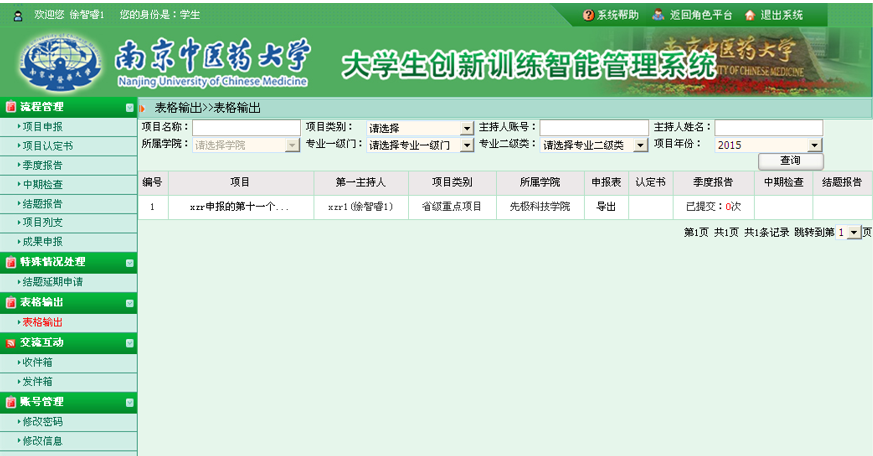 欢迎您 徐智睿1 您的身份是：学生 系统帮助 返回角色平台 退出系统
南京中医药大学
Nanjing University of Chinese Medicine
大学生创新训练智能管理系统
南京中医药大学
UNIVERSITY OF CHINESE MEDICINE
流程管理
项目申报
项目认定书
季度报告
中期检查
结题报告
项目列支
成果申报
特殊情况处理
结题延期申请
表格输出
表格输出
交流互动
收件箱
发件箱
账号管理
修改密码
修改信息
表格输出>>表格输出
项目名称： 项目类别： 请选择 主持人账号： 主持人姓名：
所属学院： 请选择学院 专业一级门： 请选择专业一级门 专业二级类： 请选择专业二级类 项目年份： 2015
查询
编号 项目 第一主持人 项目类别 所属学院 申报表 认定书 季度报告 中期检查 结题报告
1 xzr申报的第十一个... xzr1(徐智睿1) 省级重点项目 先极科技学院 导出 已提交：0次
第1页 共1页 共1条记录 跳转到第 1 页